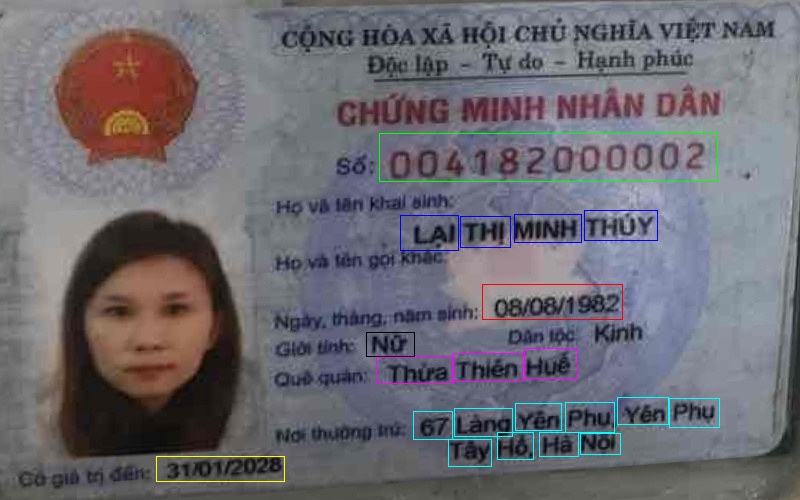 CỘNG HÒA XÃ HỘI CHỦ NGHĨA VIỆT NAM
Độc lập - Tự do - Hạnh phúc
CHỨNG MINH NHÂN DÂN
Số: 004182000002
Họ và tên khai sinh:
LẠI THỊ MINH THÚY
Họ và tên gọi khác:
Ngày, tháng, năm sinh: 08/08/1982
Giới tính: Nữ Dân tộc Kinh
Quê quán: Thừa Thiên Huế
Nơi thường trú: 67 Làng Yên Phụ, Yên Phụ
Tây Hồ, Hà Nội
Có giá trị đến: 31/01/2028